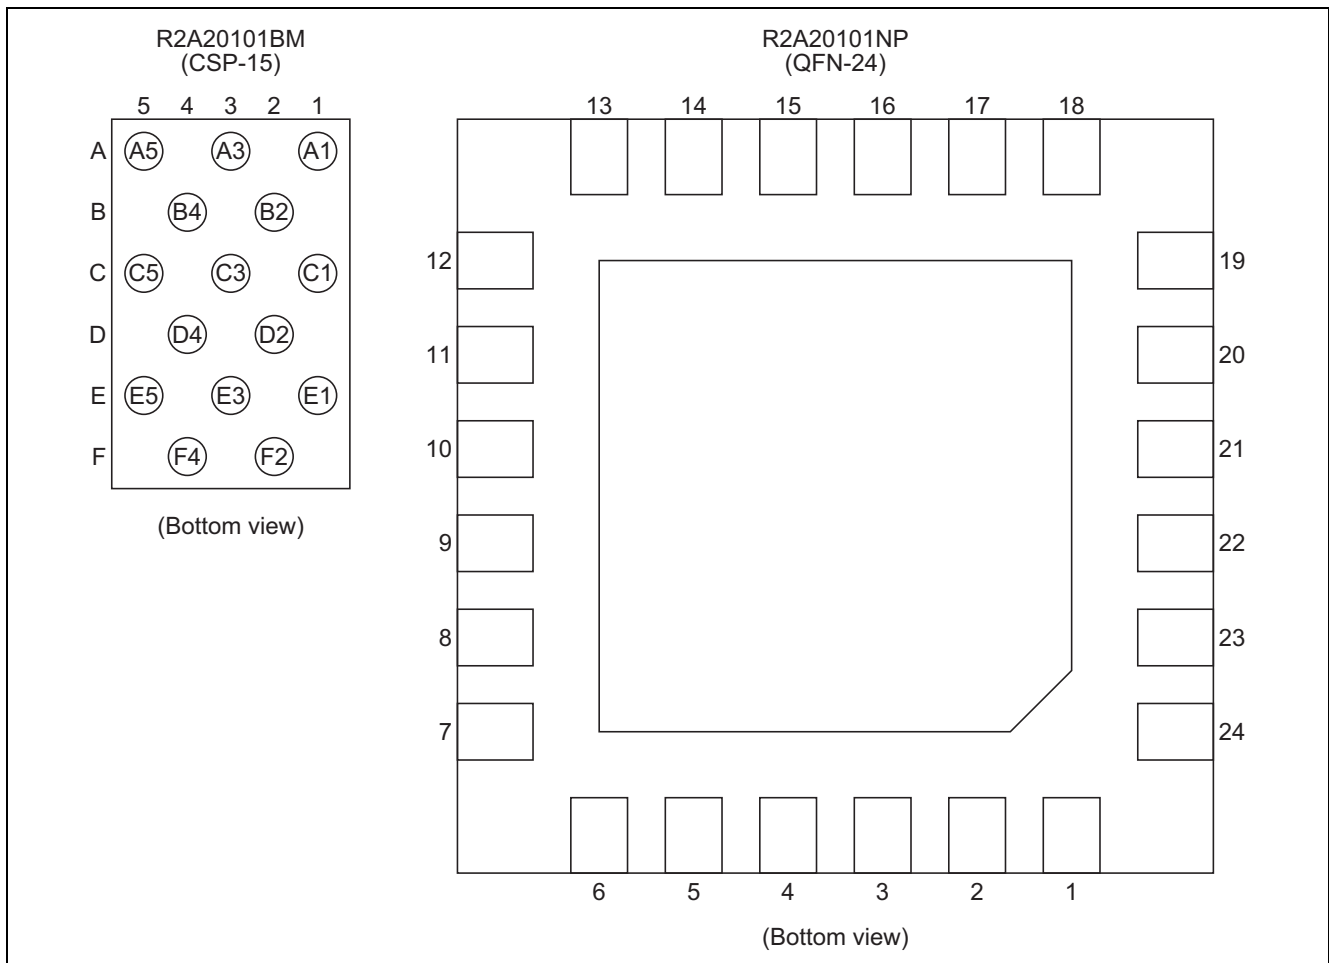 R2A20101BM
(CSP-15)
5 4 3 2 1
A A5 A3 A1
B B4 B2
C C5 C3 C1
D D4 D2
E E5 E3 E1
F F4 F2
(Bottom view)
R2A20101NP
(QFN-24)
13 14 15 16 17 18
12 19
11 20
10 21
9 22
8 23
7 24
6 5 4 3 2 1
(Bottom view)